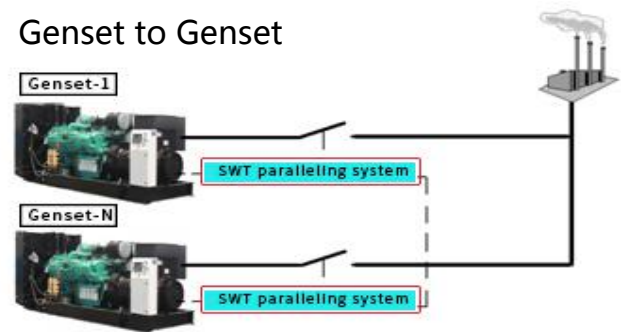 Genset to Genset
Genset-1
SWT paralleling system
Genset-N
SWT paralleling system